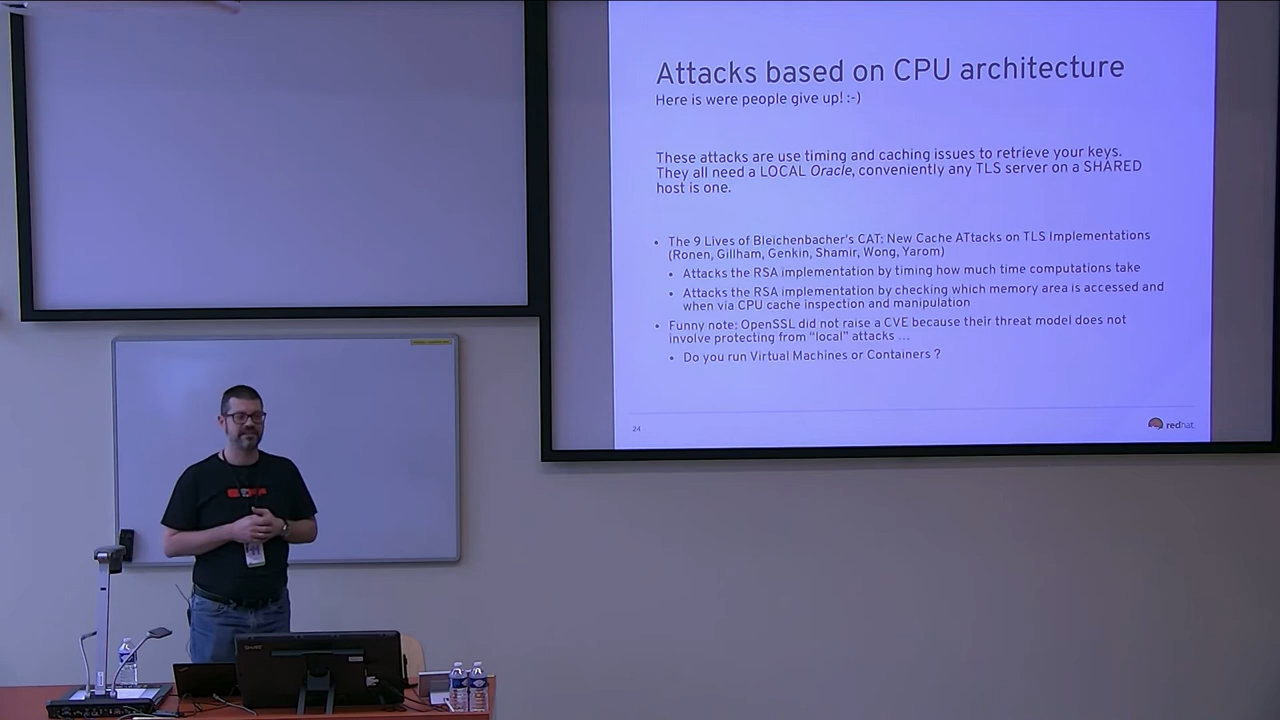 Attacks based on CPU architecture
Here is were people give up! :-)
These attacks are use timing and caching issues to retrieve your keys.
They all need a LOCAL Oracle, conveniently any TLS server on a SHARED
host is one.
• The 9 Lives of Bleichenbacher's CAT: New Cache ATtacks on TLS Implementations
(Ronen, Gillham, Genkin, Shamir, Wong, Yarom)
• Attacks the RSA implementation by timing how much time computations take
• Attacks the RSA implementation by checking which memory area is accessed and
when via CPU cache inspection and manipulation
• Funny note: OpenSSL did not raise a CVE because their threat model does not
involve protecting from “local” attacks ...
• Do you run Virtual Machines or Containers ?
24
redhat